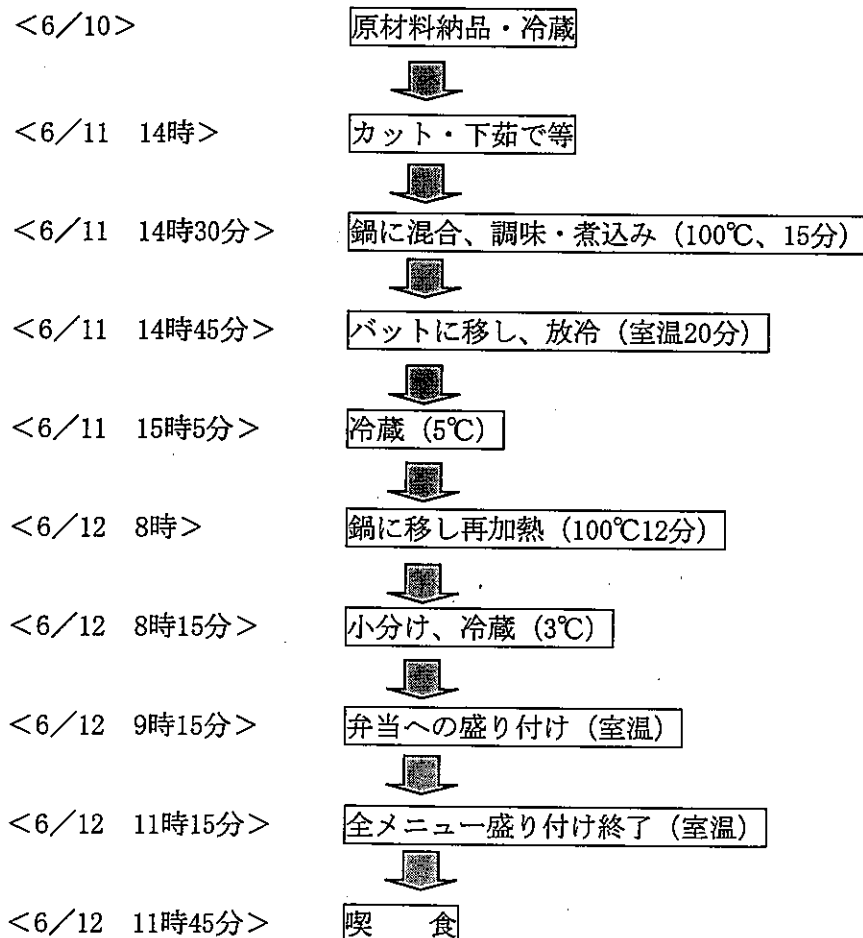 <6/10> 原材料納品・冷蔵
<6/11 14時> カット・下茹で等
<6/11 14時30分> 鍋に混合、調味・煮込み(100℃、15分)
<6/11 14時45分> バットに移し、放冷(室温20分)
<6/11 15時5分> 冷蔵(5℃)
<6/12 8時> 鍋に移し再加熱(100℃12分)
<6/12 8時15分> 小分け、冷蔵(3℃)
<6/12 9時15分> 弁当への盛り付け(室温)
<6/12 11時15分> 全メニュー盛り付け終了(室温)
<6/12 11時45分> 喫 食